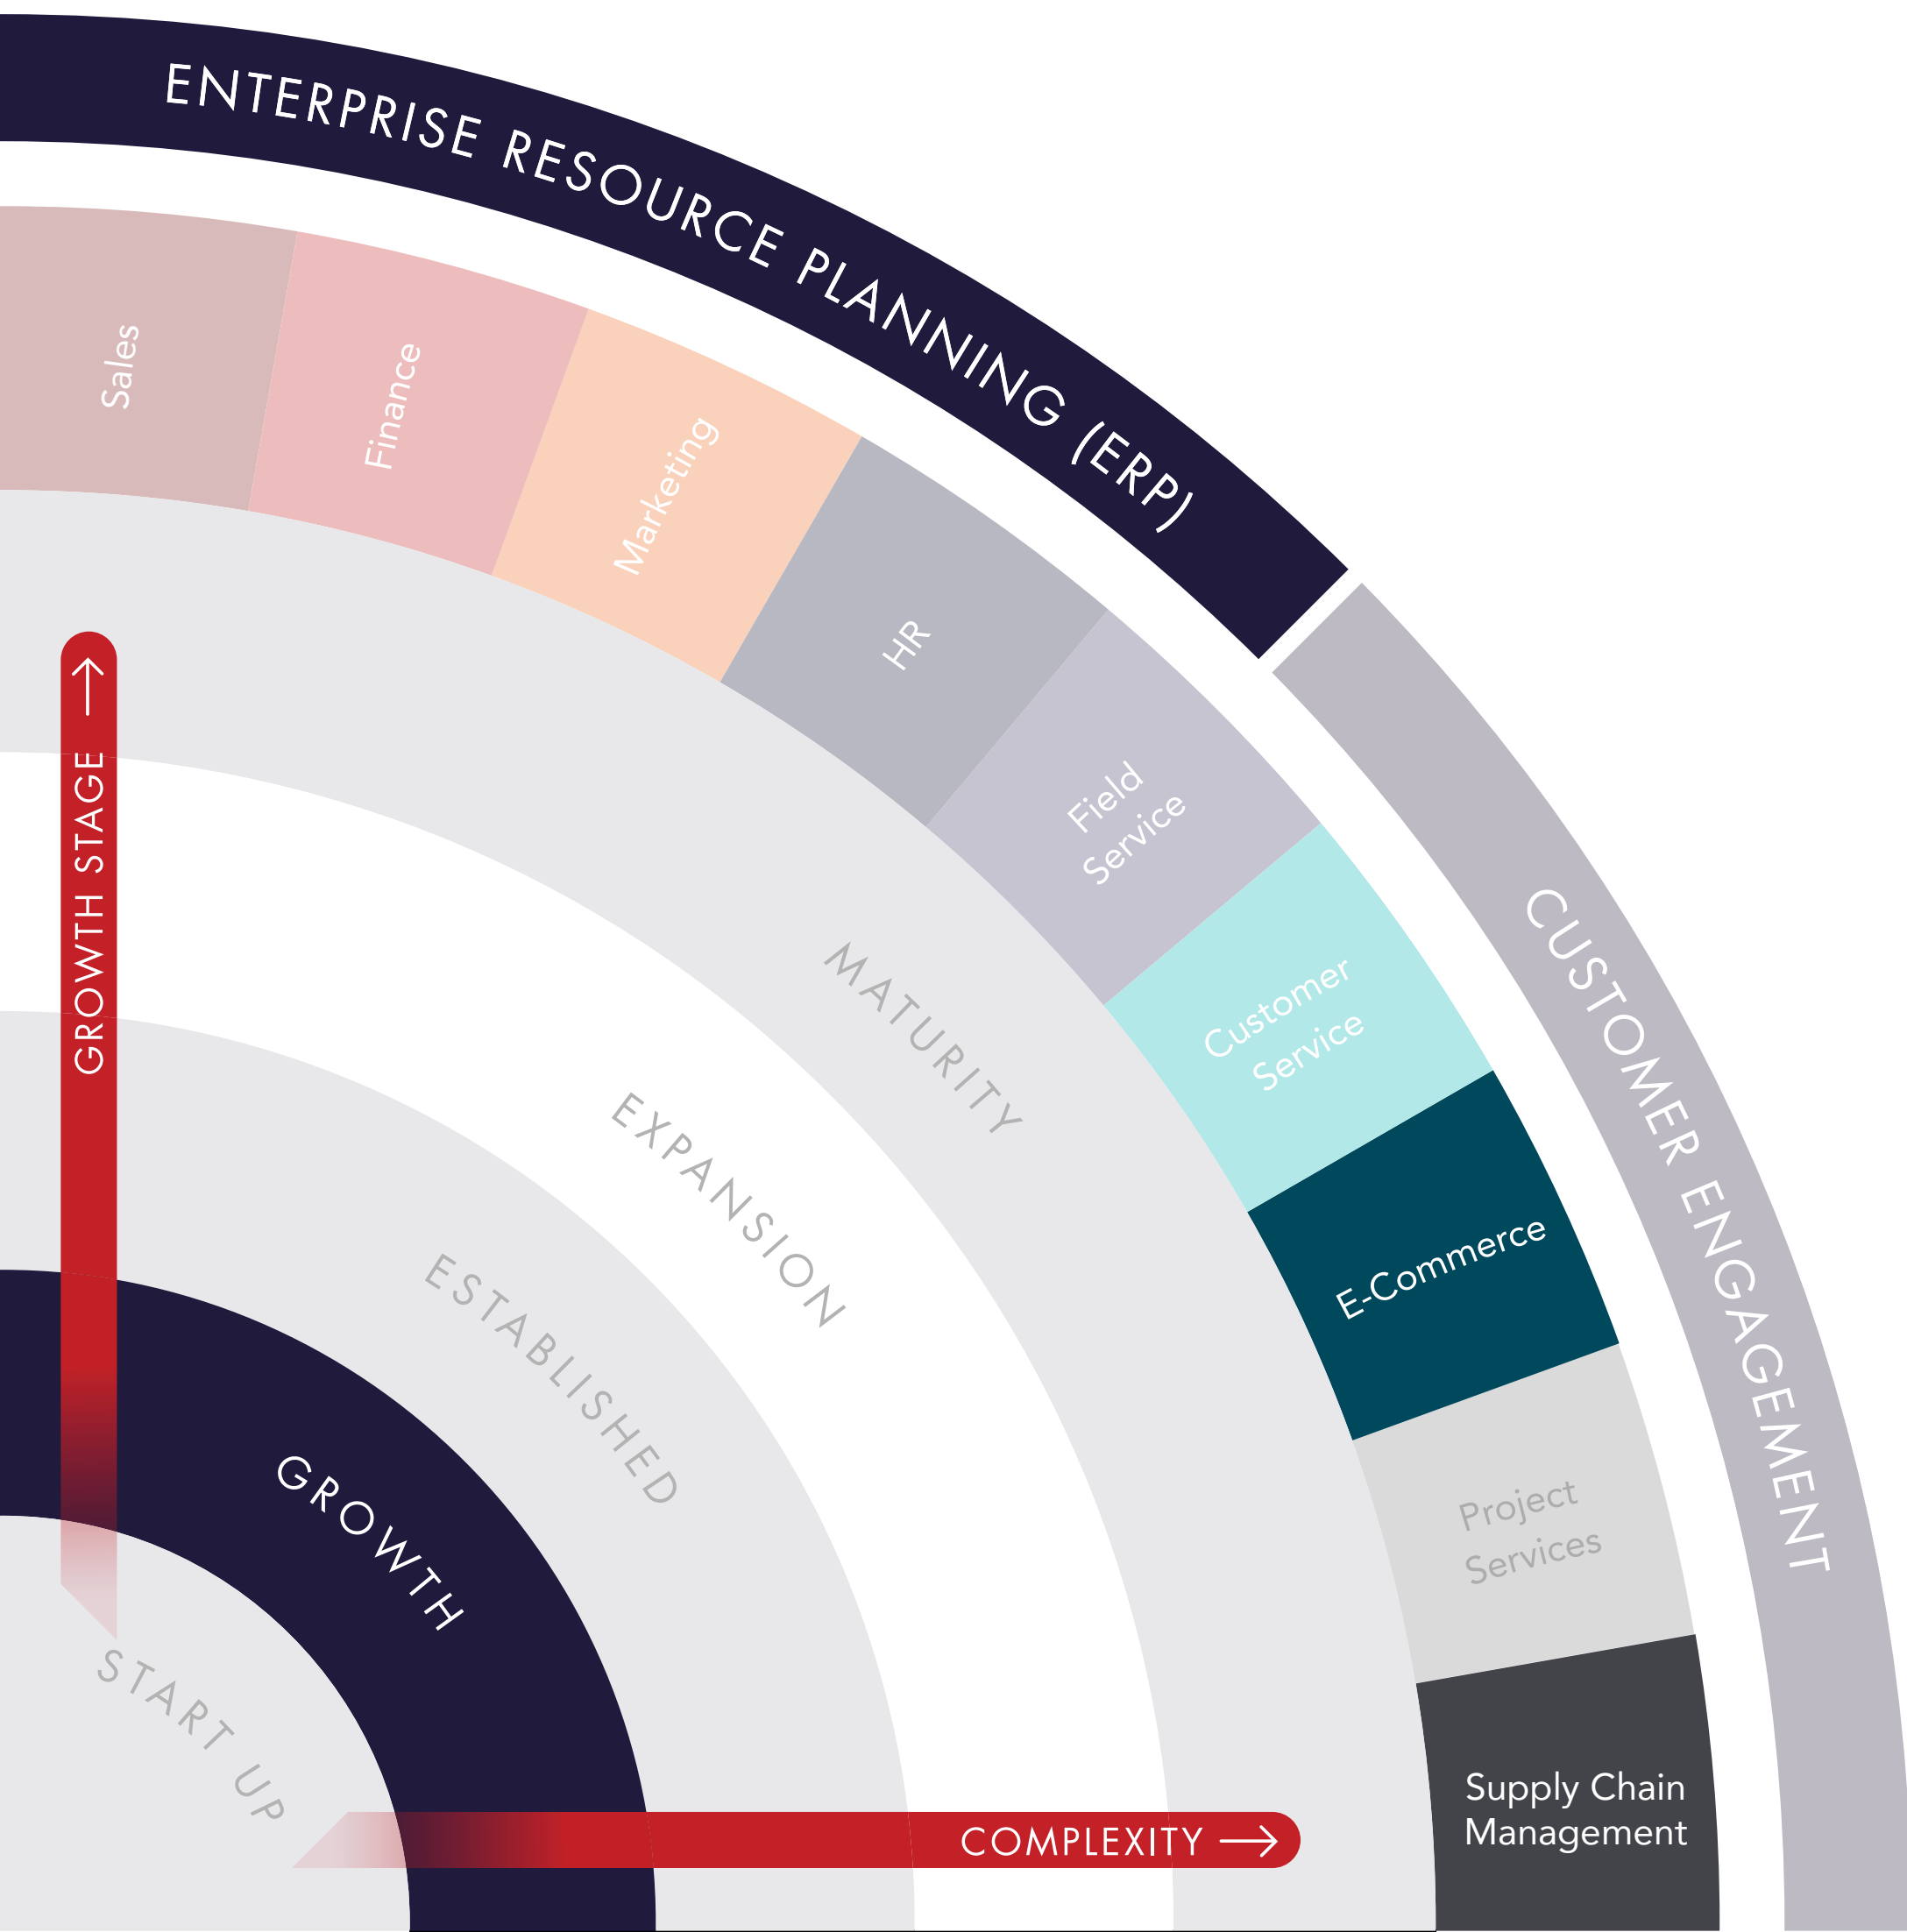 ENTERPRISE RESOURCE PLANNING (ERP)
CUSTOMER ENGAGEMENT
Sales
Finance
Marketing
HR
Field
Service
Customer
Service
E-Commerce
Project
Services
Supply Chain
Management
GROWTH STAGE
MATURITY
EXPANSION
ESTABLISHED
GROWTH
START UP
COMPLEXITY